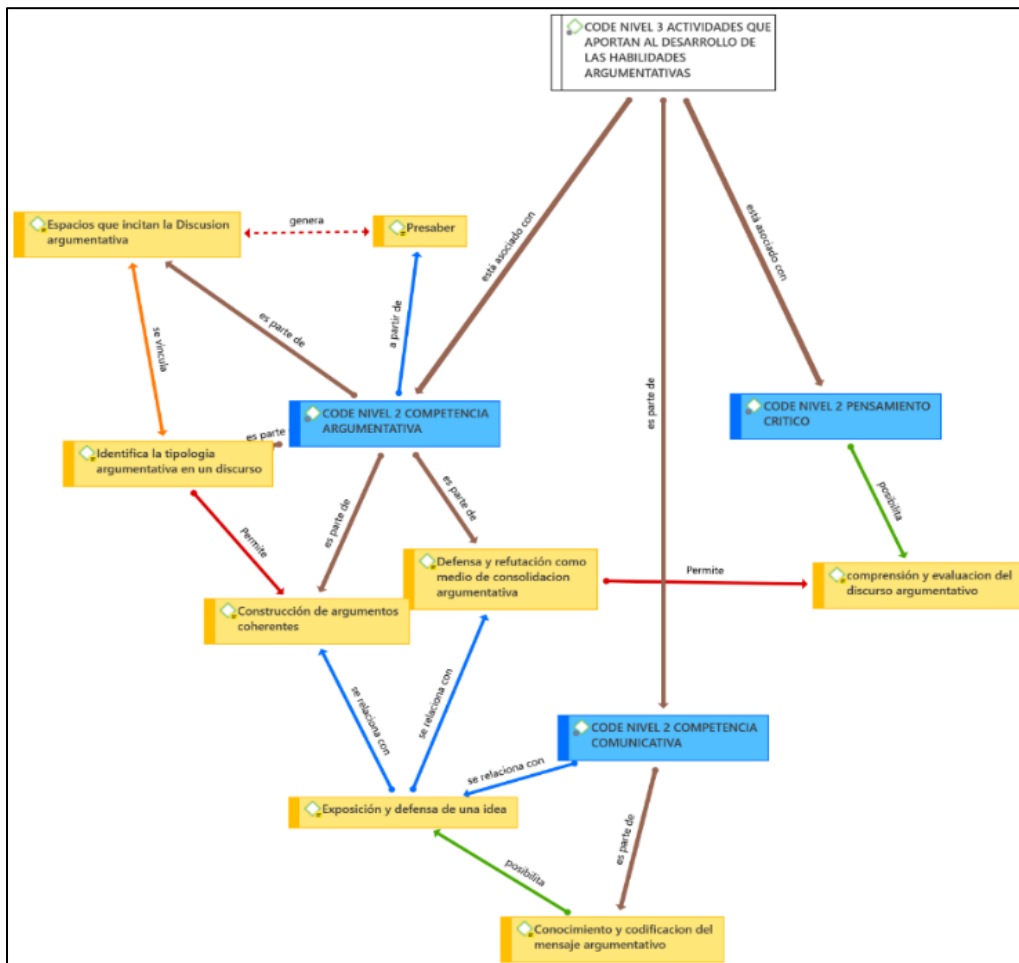 CODE NIVEL 3 ACTIVIDADES QUE
APORTAN AL DESARROLLO DE
LAS HABILIDADES
ARGUMENTATIVAS
Espacios que incitan la Discusion
argumentativa
genera
Presaber
está asociado con
está asociado con
se vincula
es parte de
a partir de
es parte de
CODE NIVEL 2 COMPETENCIA
ARGUMENTATIVA
CODE NIVEL 2 PENSAMIENTO
CRITICO
es parte
Identifica la tipologia
argumentativa en un discurso
Permite
es parte de
es parte de
posibilita
Defensa y refutación como
medio de consolidacion
argumentativa
Permite
comprensión y evaluacion del
discurso argumentativo
Construcción de argumentos
coherentes
se relaciona con
se relaciona con
CODE NIVEL 2 COMPETENCIA
COMUNICATIVA
se relaciona con
Exposición y defensa de una idea
es parte de
posibilita
Conocimiento y codificacion del
mensaje argumentativo